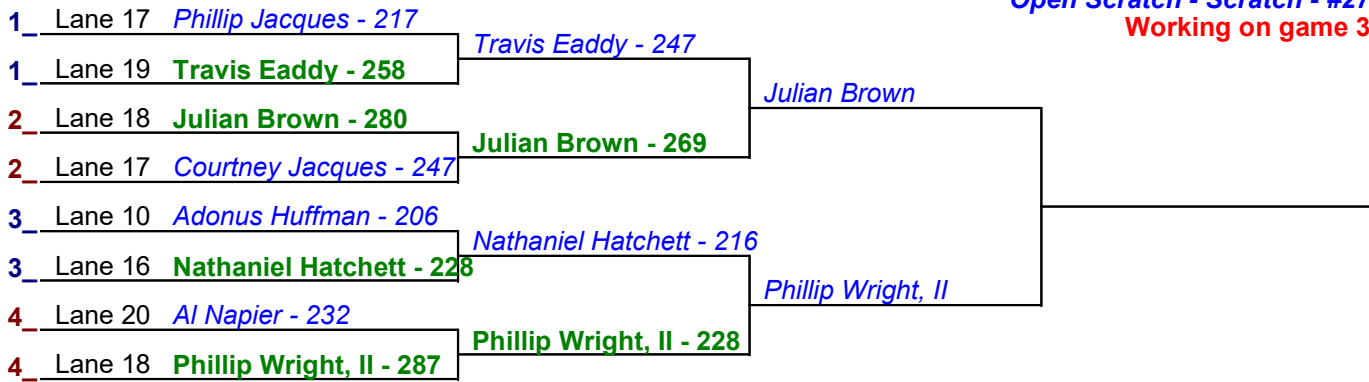 Open Scratch - Scratch - #27
Working on game 3
1_ Lane 17 Phillip Jacques - 217
Travis Eaddy - 247
1_ Lane 19 Travis Eaddy - 258
Julian Brown
2_ Lane 18 Julian Brown - 280
Julian Brown - 269
2_ Lane 17 Courtney Jacques - 247
3_ Lane 10 Adonus Huffman - 206
Nathaniel Hatchett - 216
3_ Lane 16 Nathaniel Hatchett - 228
Phillip Wright, II
4_ Lane 20 Al Napier - 232
Phillip Wright, II - 228
4_ Lane 18 Phillip Wright, II - 287